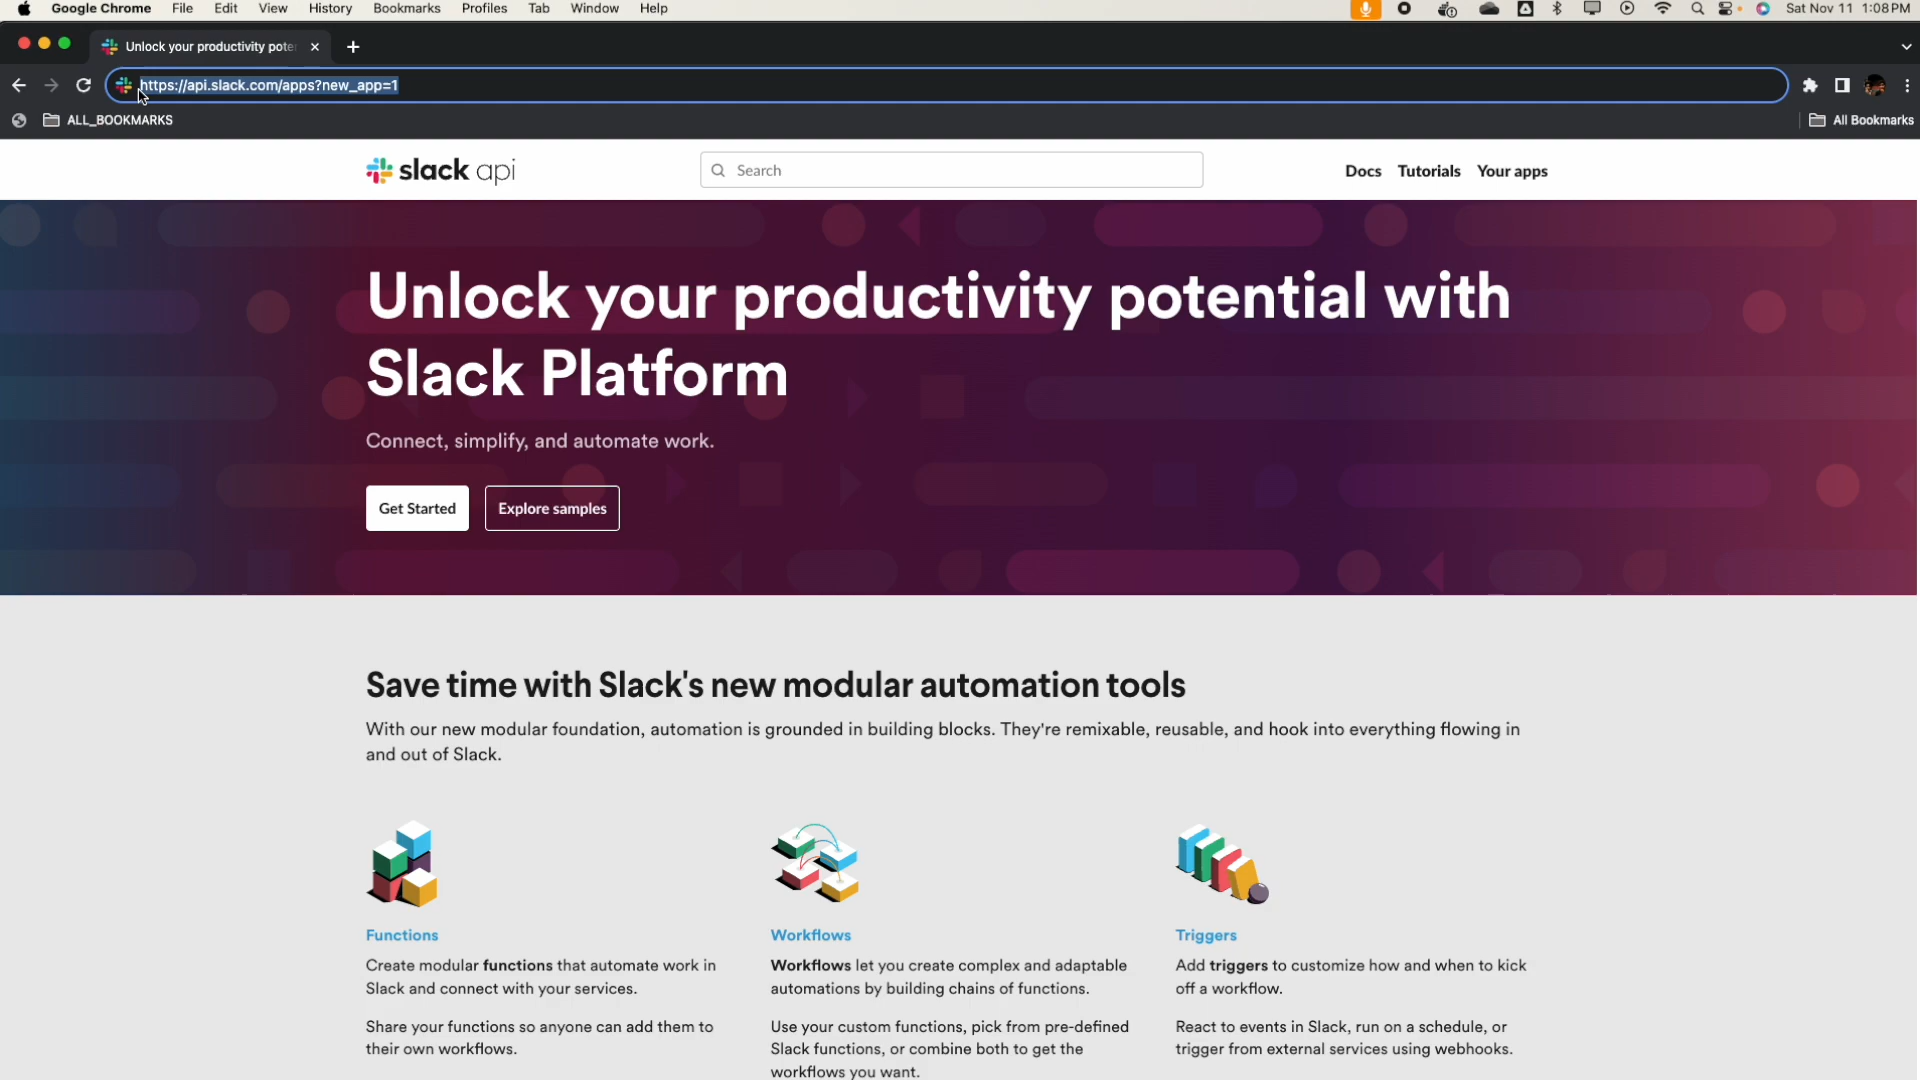 Google Chrome File Edit View History Bookmarks Profiles Tab Window Help Sat Nov 11 1:08 PM
Unlock your productivity pote
https://api.slack.com/apps?new_app=1
ALL_BOOKMARKS All Bookmarks
slack api Search Docs Tutorials Your apps
Unlock your productivity potential with
Slack Platform
Connect, simplify, and automate work.
Get Started Explore samples
Save time with Slack's new modular automation tools
With our new modular foundation, automation is grounded in building blocks. They're remixable, reusable, and hook into everything flowing in
and out of Slack.
Functions
Create modular functions that automate work in
Slack and connect with your services.
Share your functions so anyone can add them to
their own workflows.
Workflows
Workflows let you create complex and adaptable
automations by building chains of functions.
Use your custom functions, pick from pre-defined
Slack functions, or combine both to get the
workflows you want.
Triggers
Add triggers to customize how and when to kick
off a workflow.
React to events in Slack, run on a schedule, or
trigger from external services using webhooks.